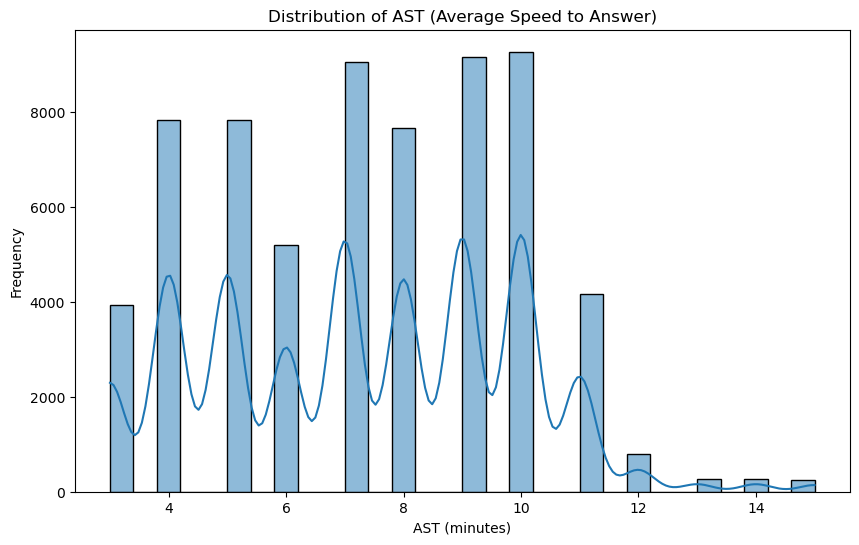 Distribution of AST (Average Speed to Answer)
Frequency
8000
6000
4000
2000
0
4 6 8 10 12 14
AST (minutes)